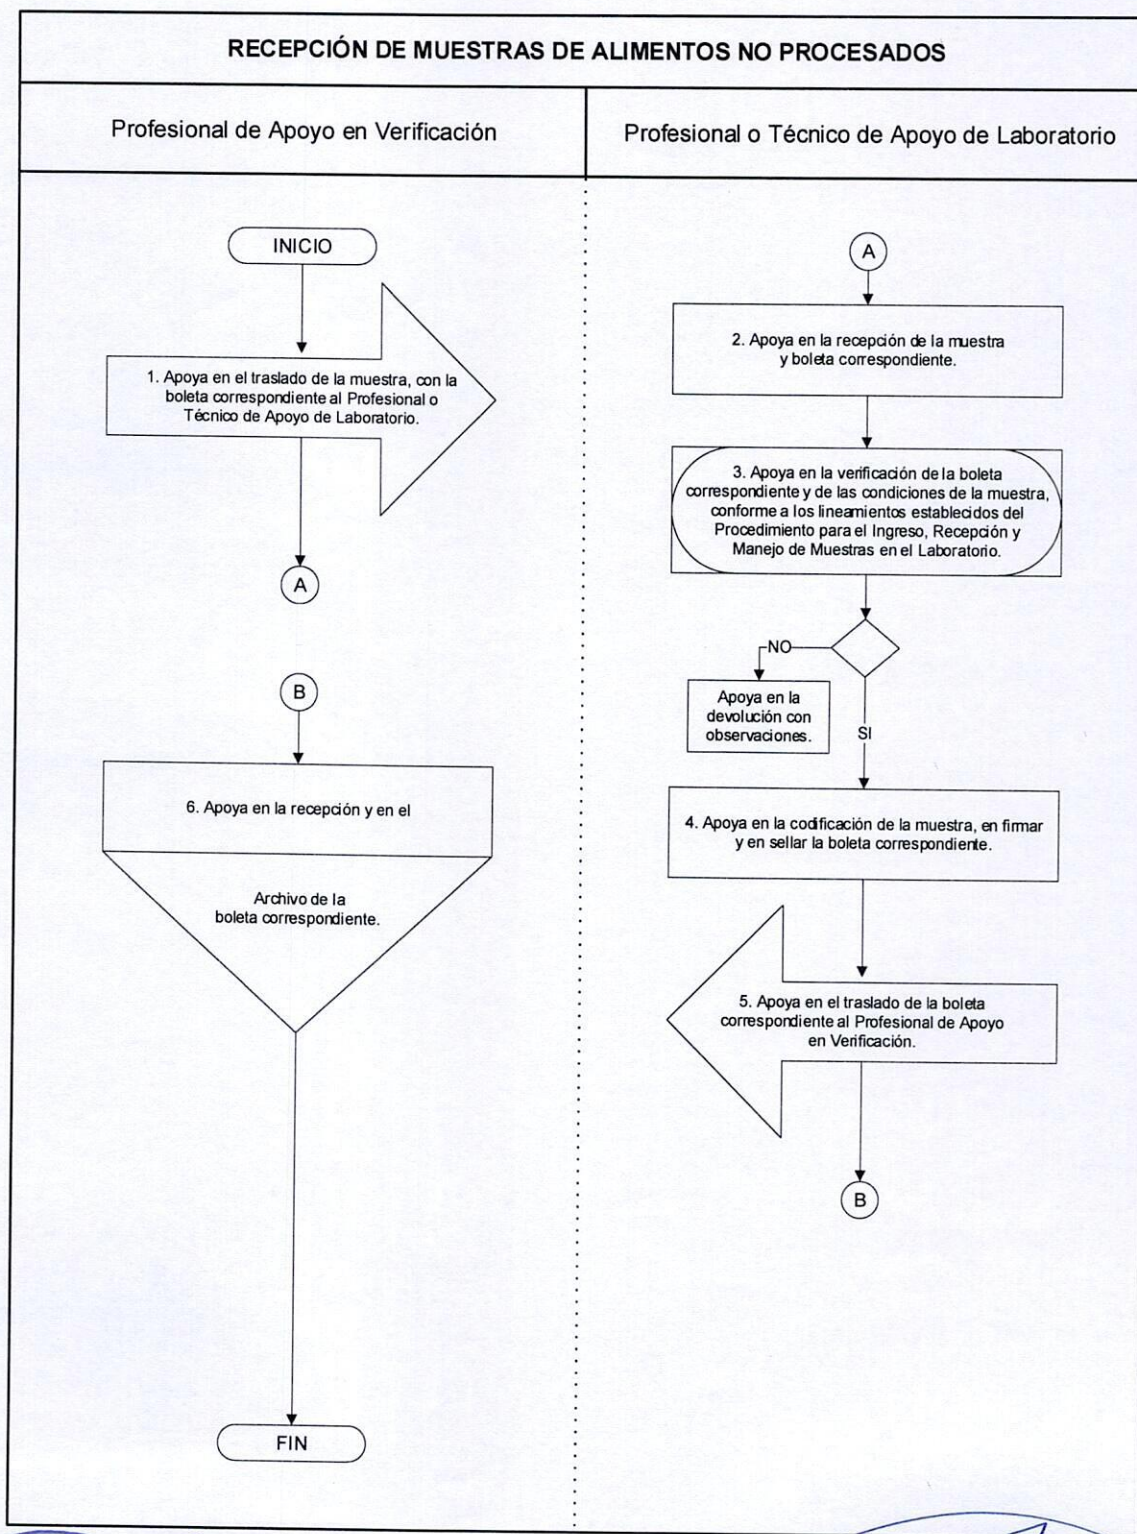 RECEPCIÓN DE MUESTRAS DE ALIMENTOS NO PROCESADOS
Profesional de Apoyo en Verificación
Profesional o Técnico de Apoyo de Laboratorio
INICIO
1. Apoya en el traslado de la muestra, con la
boleta correspondiente al Profesional o
Técnico de Apoyo de Laboratorio.
A
B
6. Apoya en la recepción y en el
Archivo de la
boleta correspondiente.
FIN
A
2. Apoya en la recepción de la muestra
y boleta correspondiente.
3. Apoya en la verificación de la boleta
correspondiente y de las condiciones de la muestra,
conforme a los lineamientos establecidos del
Procedimiento para el Ingreso, Recepción y
Manejo de Muestras en el Laboratorio.
NO
Apoya en la
devolución con
observaciones.
SI
4. Apoya en la codificación de la muestra, en firmar
y en sellar la boleta correspondiente.
5. Apoya en el traslado de la boleta
correspondiente al Profesional de Apoyo
en Verificación.
B